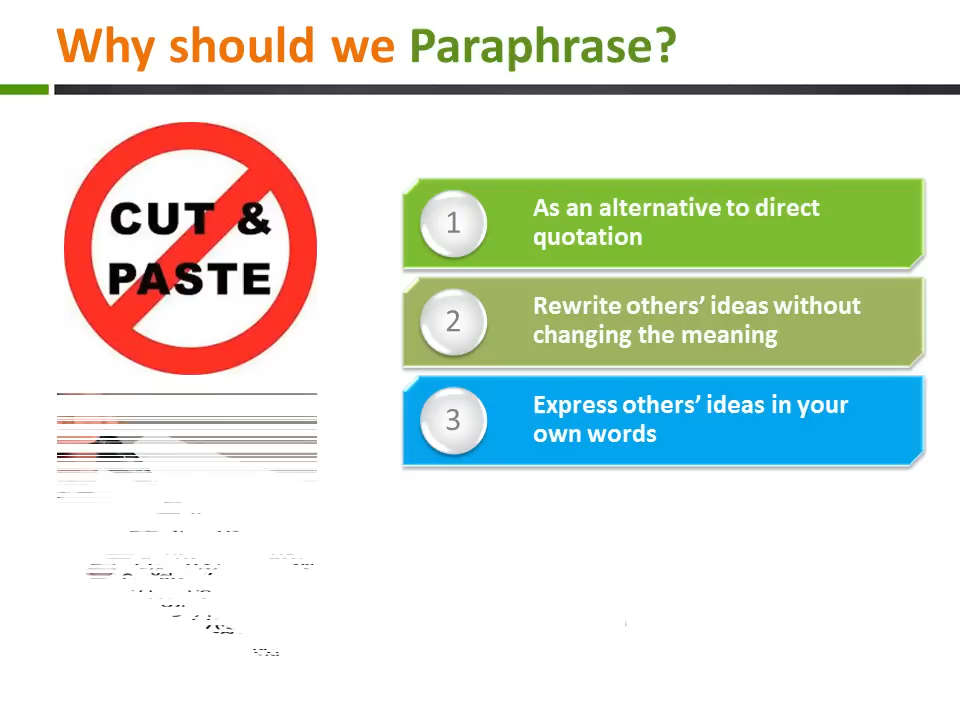 Why should we Paraphrase?
CUT &
PASTE
1
As an alternative to direct
quotation
2
Rewrite others’ ideas without
changing the meaning
3
Express others’ ideas in your
own words